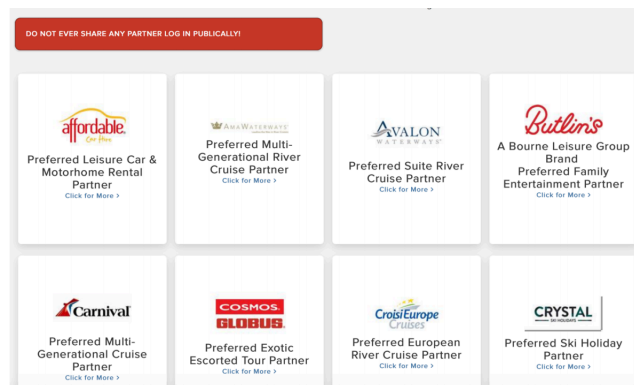 DO NOT EVER SHARE ANY PARTNER LOG IN PUBLICALLY!
affordable.
Car Hire
Preferred Leisure Car &
Motorhome Rental
Partner
Click for More >
AMAWATERWAYS
Preferred Multi-
Generational River
Cruise Partner
Click for More >
AVALON
WATERWAYS
Preferred Suite River
Cruise Partner
Click for More >
Butlin's
A Bourne Leisure Group
Brand
Preferred Family
Entertainment Partner
Click for More >
Carnival
Preferred Multi-
Generational Cruise
Partner
Click for More >
COSMOS.
GLOBUS.
Preferred Exotic
Escorted Tour Partner
Click for More >
CroisiEurope
Cruises
Preferred European
River Cruise Partner
Click for More >
CRYSTAL
SKI HOLIDAYS
Preferred Ski Holiday
Partner
Click for More >